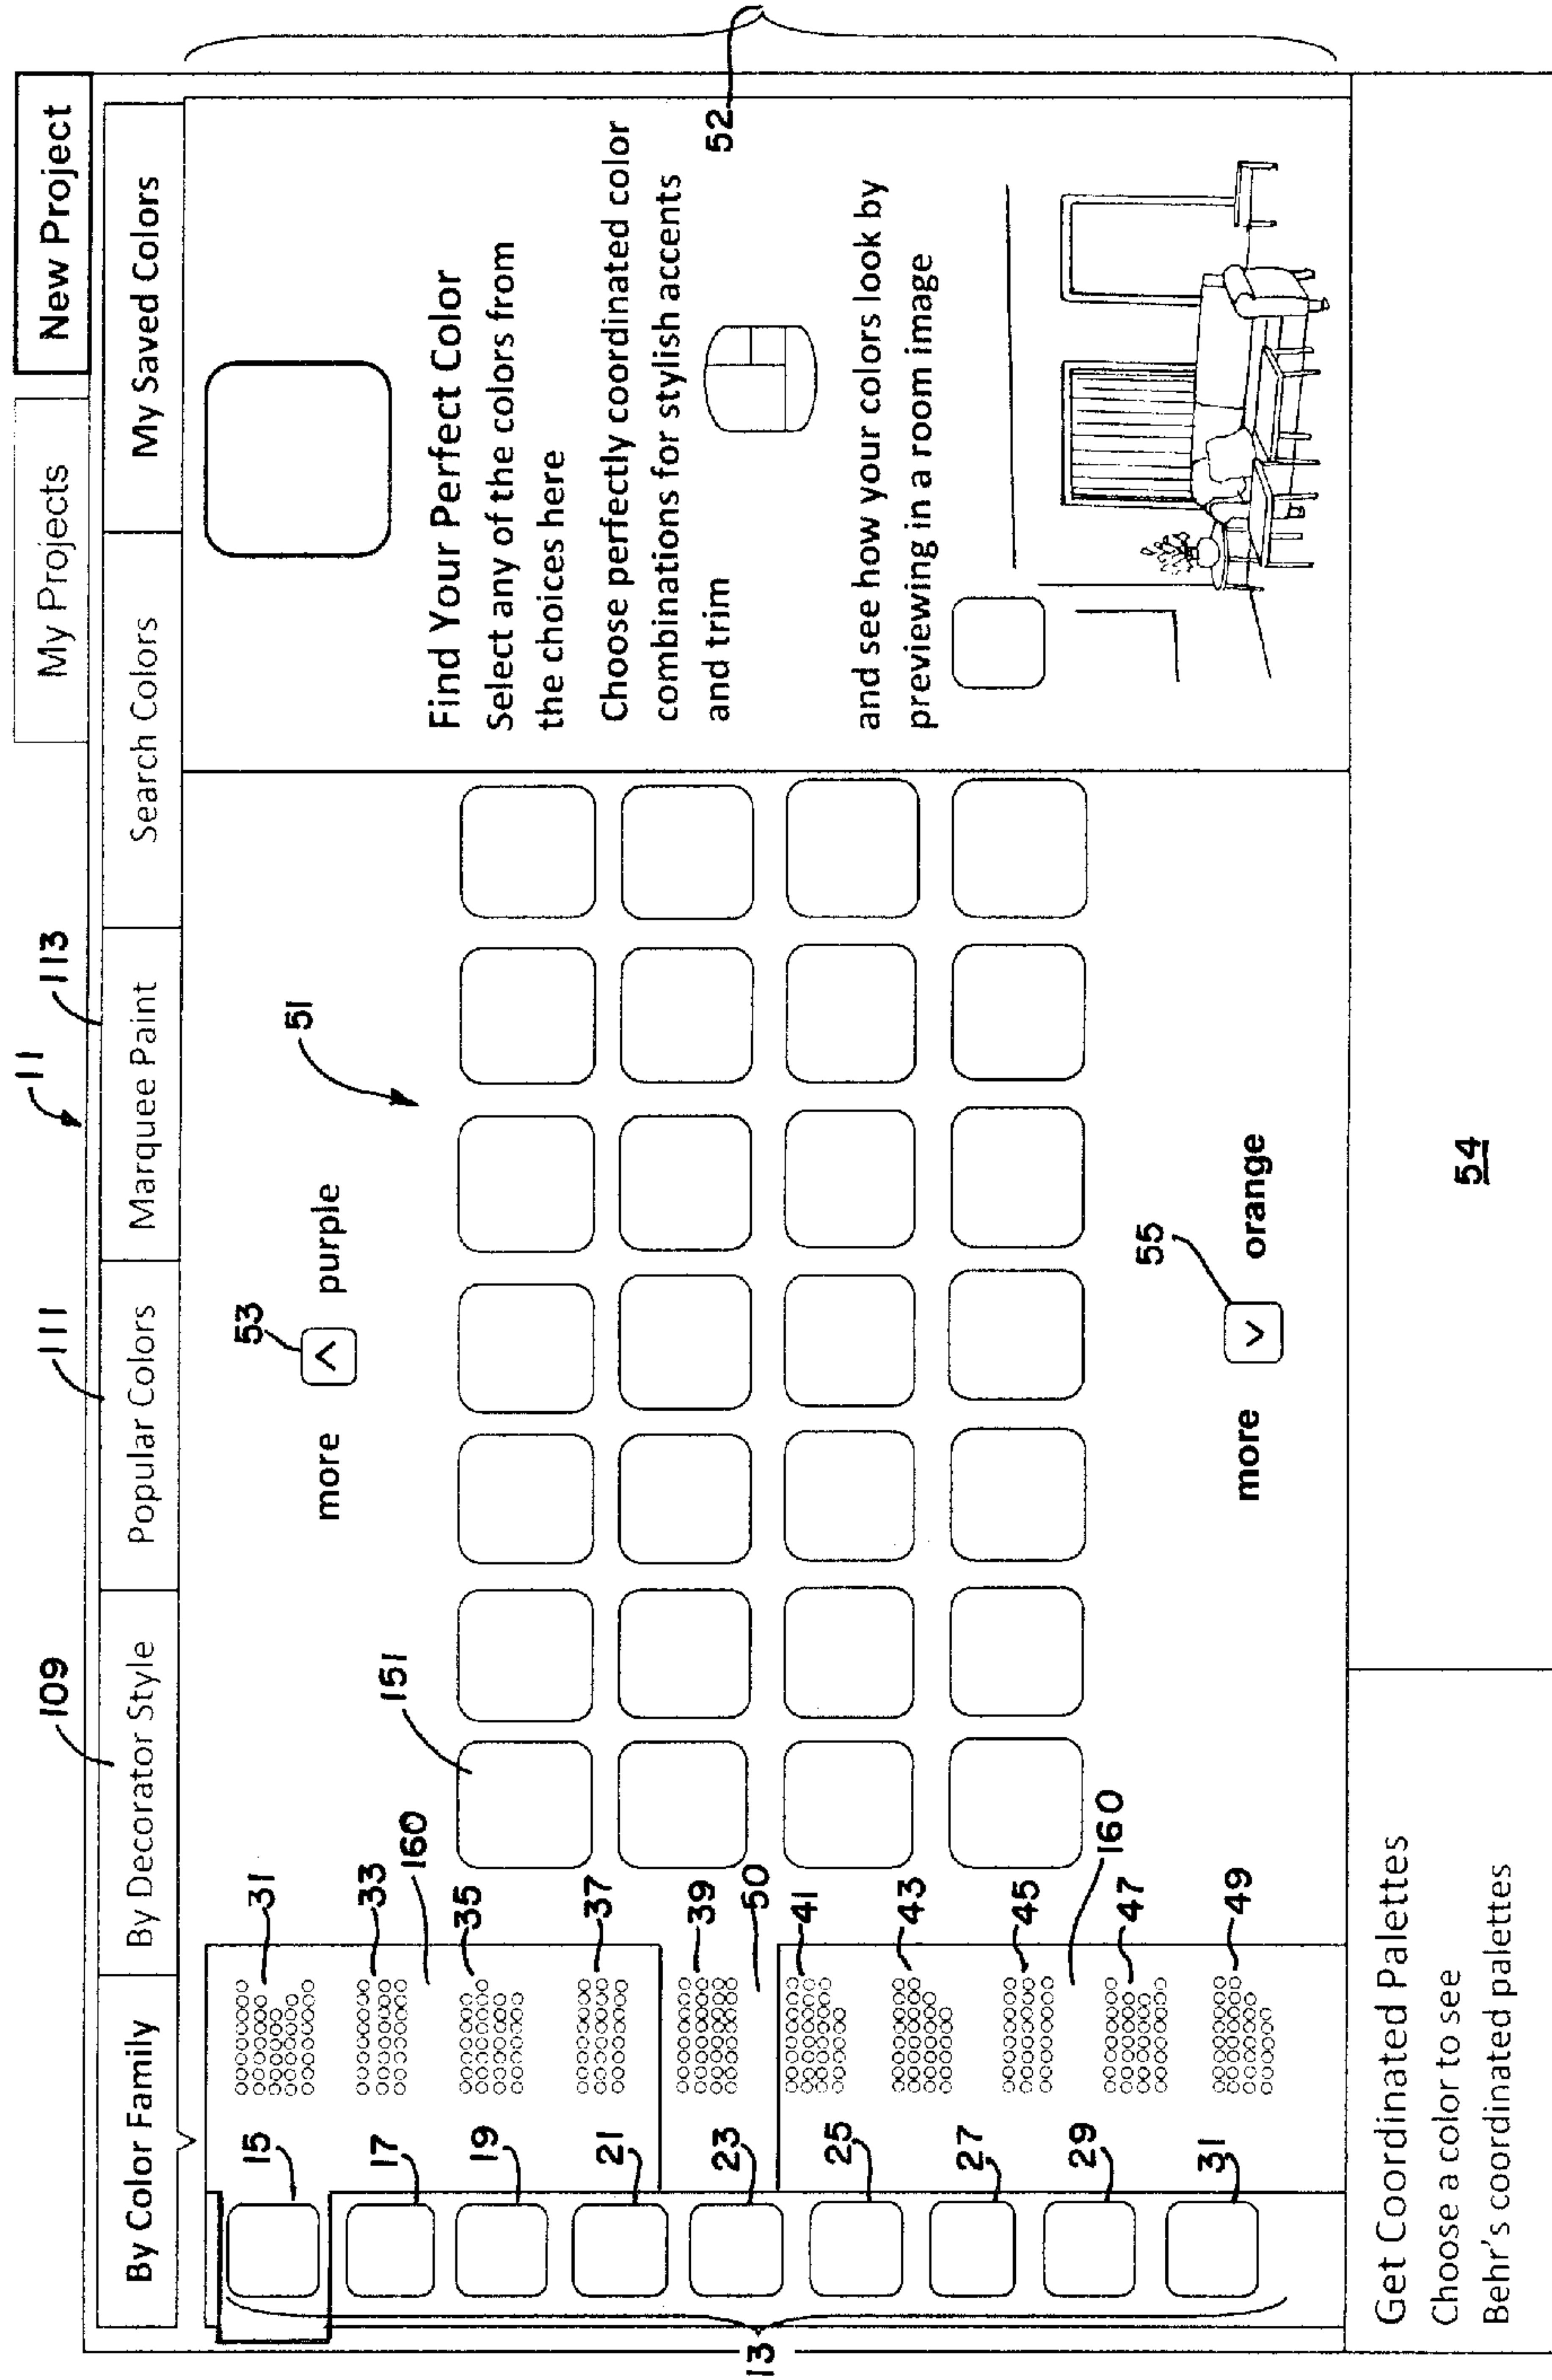 My Projects
New Project
11
109
111
113
By Color Family
By Decorator Style
Popular Colors
Marquee Paint
Search Colors
My Saved Colors
13
15
17
19
21
23
25
27
29
31
31
33
160
35
37
39
50
41
43
45
160
47
49
more
53
^
purple
51
151
more
55
v
orange
Find Your Perfect Color
Select any of the colors from
the choices here
Choose perfectly coordinated color
combinations for stylish accents
and trim
and see how your colors look by
previewing in a room image
52
Get Coordinated Palettes
Choose a color to see
Behr's coordinated palettes
54